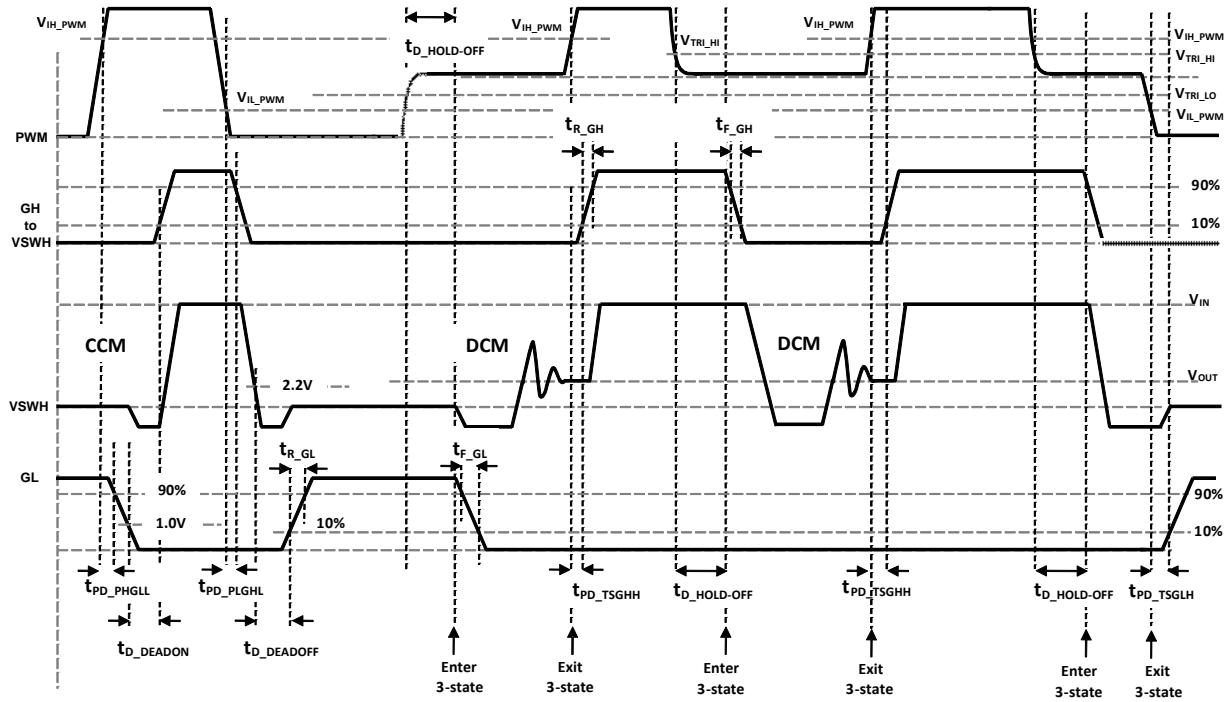 VIH_PWM
VIH_PWM
VIH_PWM
VIH_PWM
tD_HOLD-OFF
VTRI_HI
VTRI_HI
VTRI_LO
VIL_PWM
VIL_PWM
PWM
tR_GH
tF_GH
90%
GH
to
VSWH
10%
VIN
CCM
DCM
DCM
2.2V
VOUT
VSWH
tR_GL
tF_GL
GL
90%
90%
1.0V
10%
10%
tPD_PHGLL
tPD_PLGHL
tPD_TSGHH
tD_HOLD-OFF
tPD_TSGHH
tD_HOLD-OFF
tPD_TSGLH
tD_DEADON
tD_DEADOFF
Enter
3-state
Exit
3-state
Enter
3-state
Exit
3-state
Enter
3-state
Exit
3-state